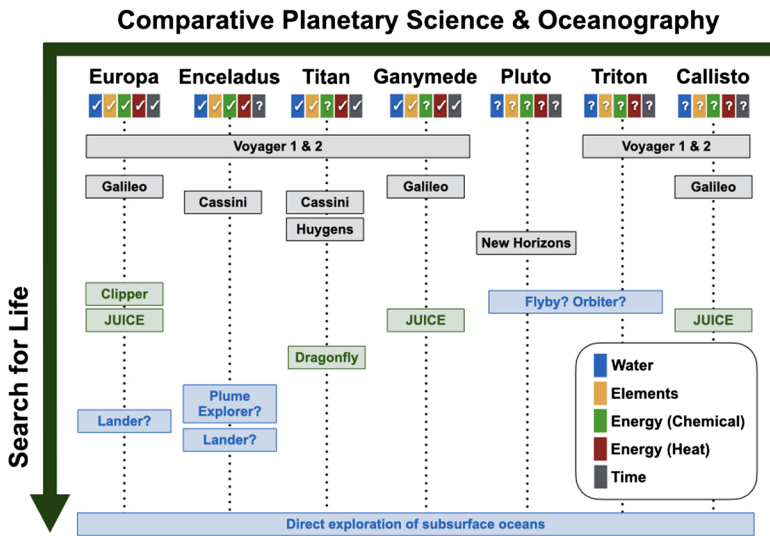 Comparative Planetary Science & Oceanography
Europa Enceladus Titan Ganymede Pluto Triton Callisto
✓ ✓ ✓ ✓ ✓ ✓ ✓ ✓ ✓ ? ✓ ✓ ? ✓ ✓ ✓ ✓ ? ✓ ✓ ? ? ? ? ? ? ? ? ? ? ? ? ? ? ?
Voyager 1 & 2 Voyager 1 & 2
Galileo Galileo Galileo
Cassini Cassini
Huygens
New Horizons
Clipper
Flyby? Orbiter?
JUICE JUICE JUICE
Dragonfly
Plume
Explorer?
Lander?
Lander?
Search for Life
Water
Elements
Energy (Chemical)
Energy (Heat)
Time
Direct exploration of subsurface oceans